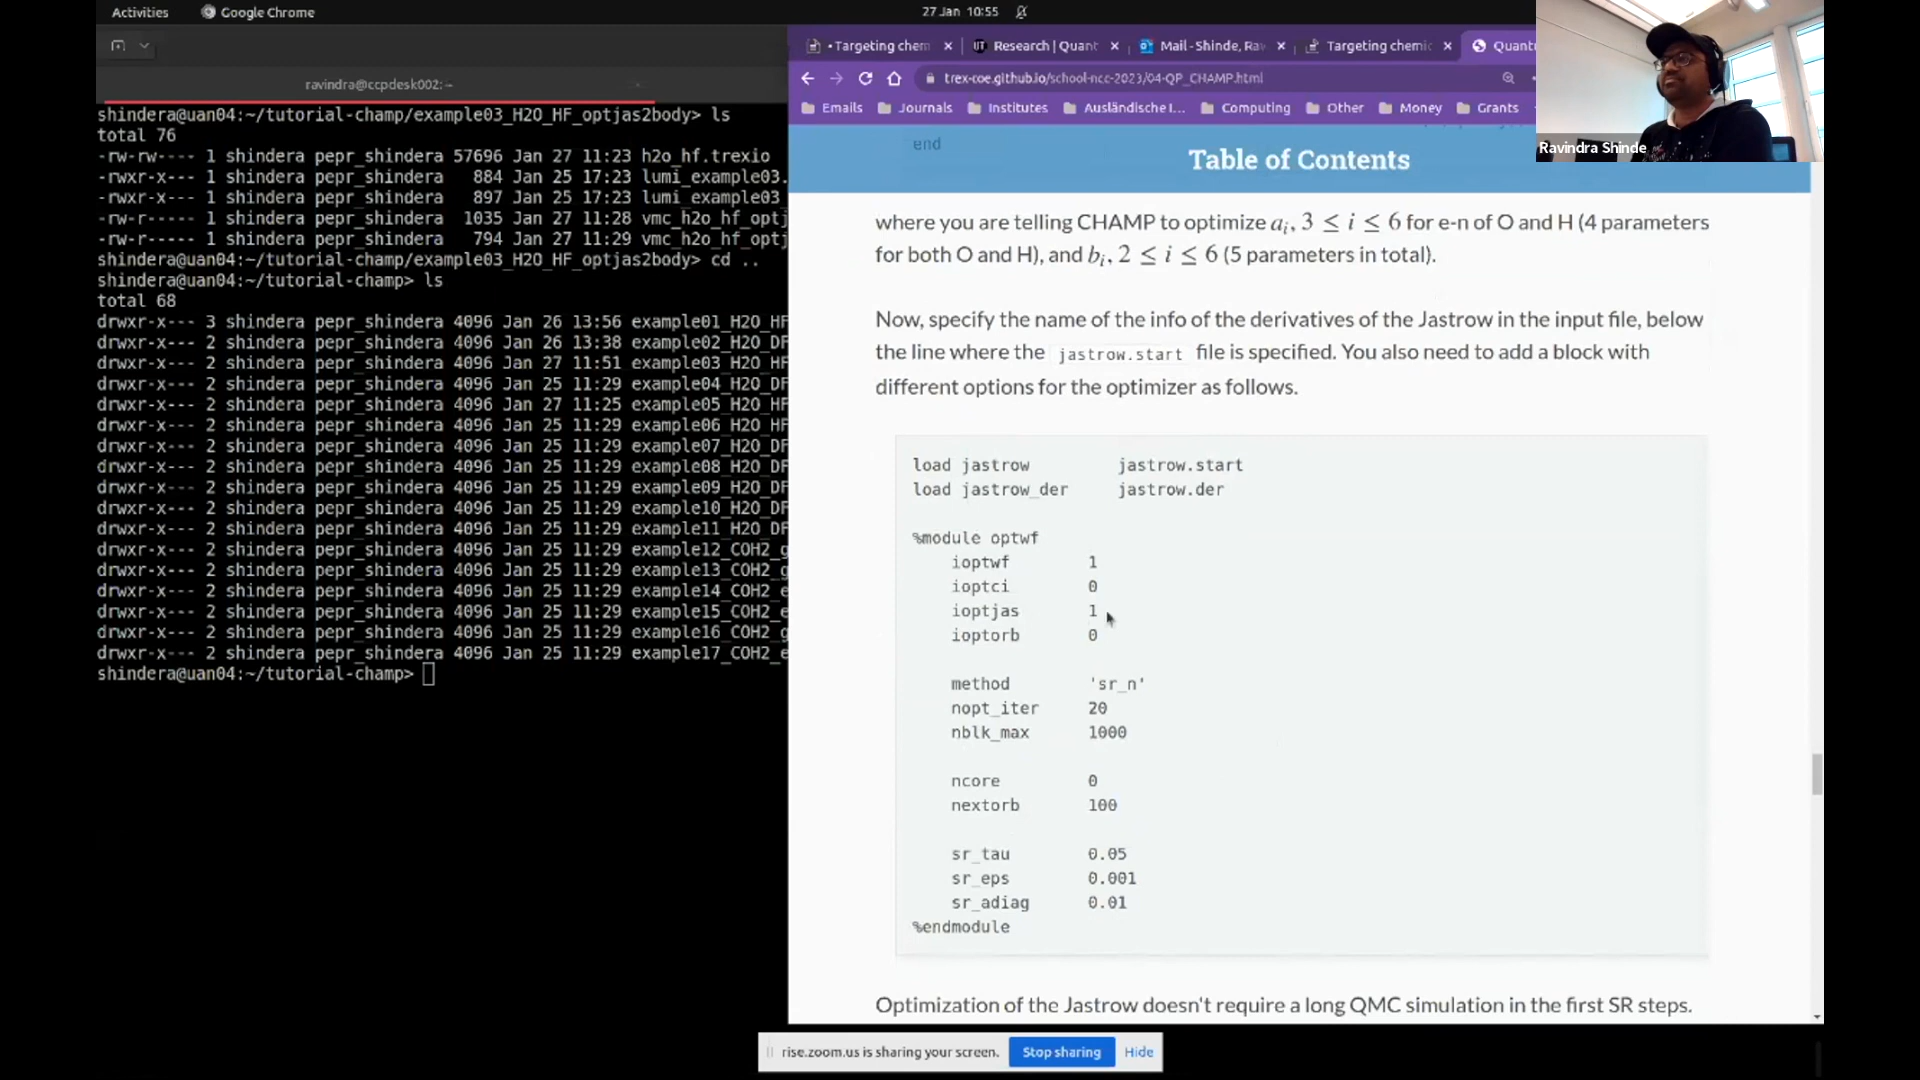 Activities
Google Chrome
27 Jan 10:55
ravindra@ccpdesk002:~
shindera@uan04:~/tutorial-champ/example03_H2O_HF_optjas2body> ls
total 76
-rw-rw---- 1 shindera pepr_shindera 57696 Jan 27 11:23 h2o_hf.trexio
-rwxr-x--- 1 shindera pepr_shindera 884 Jan 25 17:23 lumi_example03.
-rwxr-x--- 1 shindera pepr_shindera 897 Jan 25 17:23 lumi_example03_
-rw-r----- 1 shindera pepr_shindera 1035 Jan 27 11:28 vmc_h2o_hf_optj
-rw-r----- 1 shindera pepr_shindera 794 Jan 27 11:29 vmc_h2o_hf_optj
shindera@uan04:~/tutorial-champ/example03_H2O_HF_optjas2body> cd ..
shindera@uan04:~/tutorial-champ> ls
total 68
drwxr-x--- 3 shindera pepr_shindera 4096 Jan 26 13:56 example01_H2O_HF
drwxr-x--- 2 shindera pepr_shindera 4096 Jan 26 13:38 example02_H2O_DF
drwxr-x--- 2 shindera pepr_shindera 4096 Jan 27 11:51 example03_H2O_HF
drwxr-x--- 2 shindera pepr_shindera 4096 Jan 25 11:29 example04_H2O_DF
drwxr-x--- 2 shindera pepr_shindera 4096 Jan 27 11:25 example05_H2O_HF
drwxr-x--- 2 shindera pepr_shindera 4096 Jan 25 11:29 example06_H2O_HF
drwxr-x--- 2 shindera pepr_shindera 4096 Jan 25 11:29 example07_H2O_DF
drwxr-x--- 2 shindera pepr_shindera 4096 Jan 25 11:29 example08_H2O_DF
drwxr-x--- 2 shindera pepr_shindera 4096 Jan 25 11:29 example09_H2O_DF
drwxr-x--- 2 shindera pepr_shindera 4096 Jan 25 11:29 example10_H2O_DF
drwxr-x--- 2 shindera pepr_shindera 4096 Jan 25 11:29 example11_H2O_DF
drwxr-x--- 2 shindera pepr_shindera 4096 Jan 25 11:29 example12_COH2_g
drwxr-x--- 2 shindera pepr_shindera 4096 Jan 25 11:29 example13_COH2_g
drwxr-x--- 2 shindera pepr_shindera 4096 Jan 25 11:29 example14_COH2_e
drwxr-x--- 2 shindera pepr_shindera 4096 Jan 25 11:29 example15_COH2_e
drwxr-x--- 2 shindera pepr_shindera 4096 Jan 25 11:29 example16_COH2_g
drwxr-x--- 2 shindera pepr_shindera 4096 Jan 25 11:29 example17_COH2_e
shindera@uan04:~/tutorial-champ>
• Targeting chem
Research | Quant
Mail - Shinde, Rav
Targeting chemic
Quantu
trex-coe.github.io/school-ncc-2023/04-QP_CHAMP.html
Emails
Journals
Institutes
Ausländische I...
Computing
Other
Money
Grants
Ravindra Shinde
end
Table of Contents
where you are telling CHAMP to optimize aᵢ, 3 ≤ i ≤ 6 for e-n of O and H (4 parameters
for both O and H), and bᵢ, 2 ≤ i ≤ 6 (5 parameters in total).
Now, specify the name of the info of the derivatives of the Jastrow in the input file, below
the line where the jastrow.start file is specified. You also need to add a block with
different options for the optimizer as follows.
load jastrow jastrow.start
load jastrow_der jastrow.der
%module optwf
ioptwf 1
ioptci 0
ioptjas 1
ioptorb 0
method 'sr_n'
nopt_iter 20
nblk_max 1000
ncore 0
nextorb 100
sr_tau 0.05
sr_eps 0.001
sr_adiag 0.01
%endmodule
Optimization of the Jastrow doesn't require a long QMC simulation in the first SR steps.
rise.zoom.us is sharing your screen.
Stop sharing
Hide